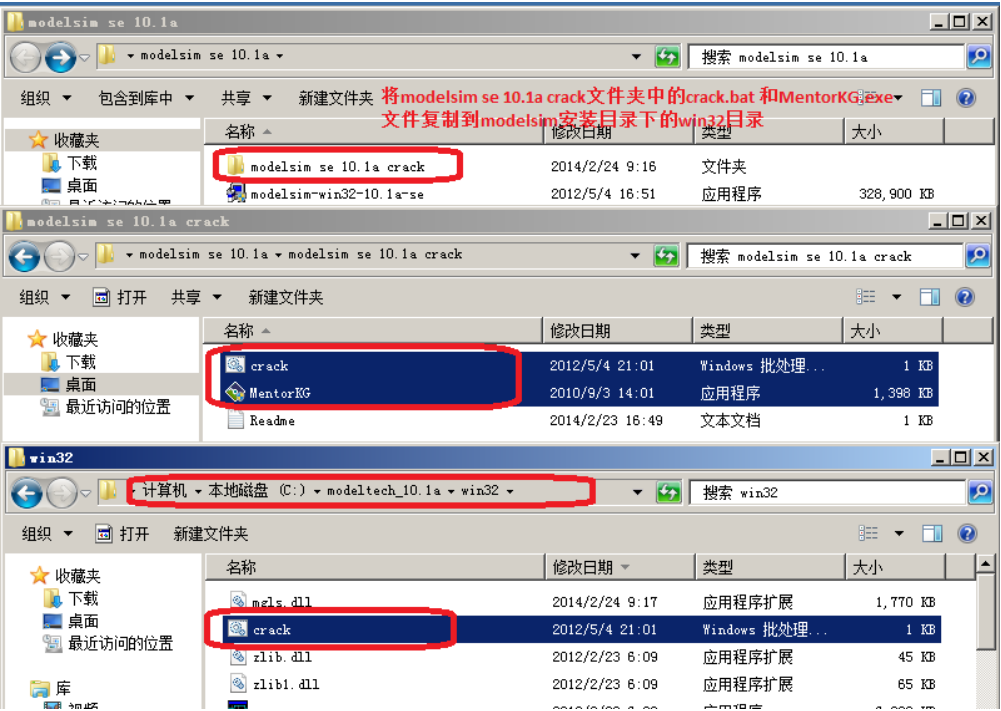 modelsim se 10.1a
modelsim se 10.1a
搜索 modelsim se 10.1a
组织 包含到库中 共享 新建文件夹
将modelsim se 10.1a crack文件夹中的crack.bat 和MentorKG.exe
文件复制到modelsim安装目录下的win32目录
收藏夹
下载
桌面
最近访问的位置
名称 修改日期 类型 大小
modelsim se 10.1a crack 2014/2/24 9:16 文件夹
modelsim-win32-10.1a-se 2012/5/4 16:51 应用程序 328,900 KB
modelsim se 10.1a crack
modelsim se 10.1a modelsim se 10.1a crack
搜索 modelsim se 10.1a crack
组织 打开 共享 新建文件夹
收藏夹
下载
桌面
最近访问的位置
名称 修改日期 类型 大小
crack 2012/5/4 21:01 Windows 批处理... 1 KB
MentorKG 2010/9/3 14:01 应用程序 1,398 KB
Readme 2014/2/23 16:49 文本文档 1 KB
win32
计算机 本地磁盘 (C:) modeltech_10.1a win32
搜索 win32
组织 打开 新建文件夹
收藏夹
下载
桌面
最近访问的位置
库
视频
名称 修改日期 类型 大小
mgls.dll 2014/2/24 9:17 应用程序扩展 1,770 KB
crack 2012/5/4 21:01 Windows 批处理... 1 KB
zlib.dll 2012/2/23 6:09 应用程序扩展 45 KB
zlib1.dll 2012/2/23 6:09 应用程序扩展 65 KB